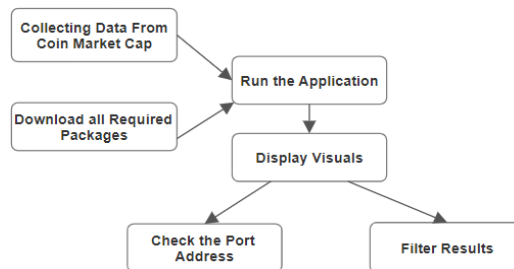 Collecting Data From
Coin Market Cap
Run the Application
Download all Required
Packages
Display Visuals
Check the Port
Address
Filter Results